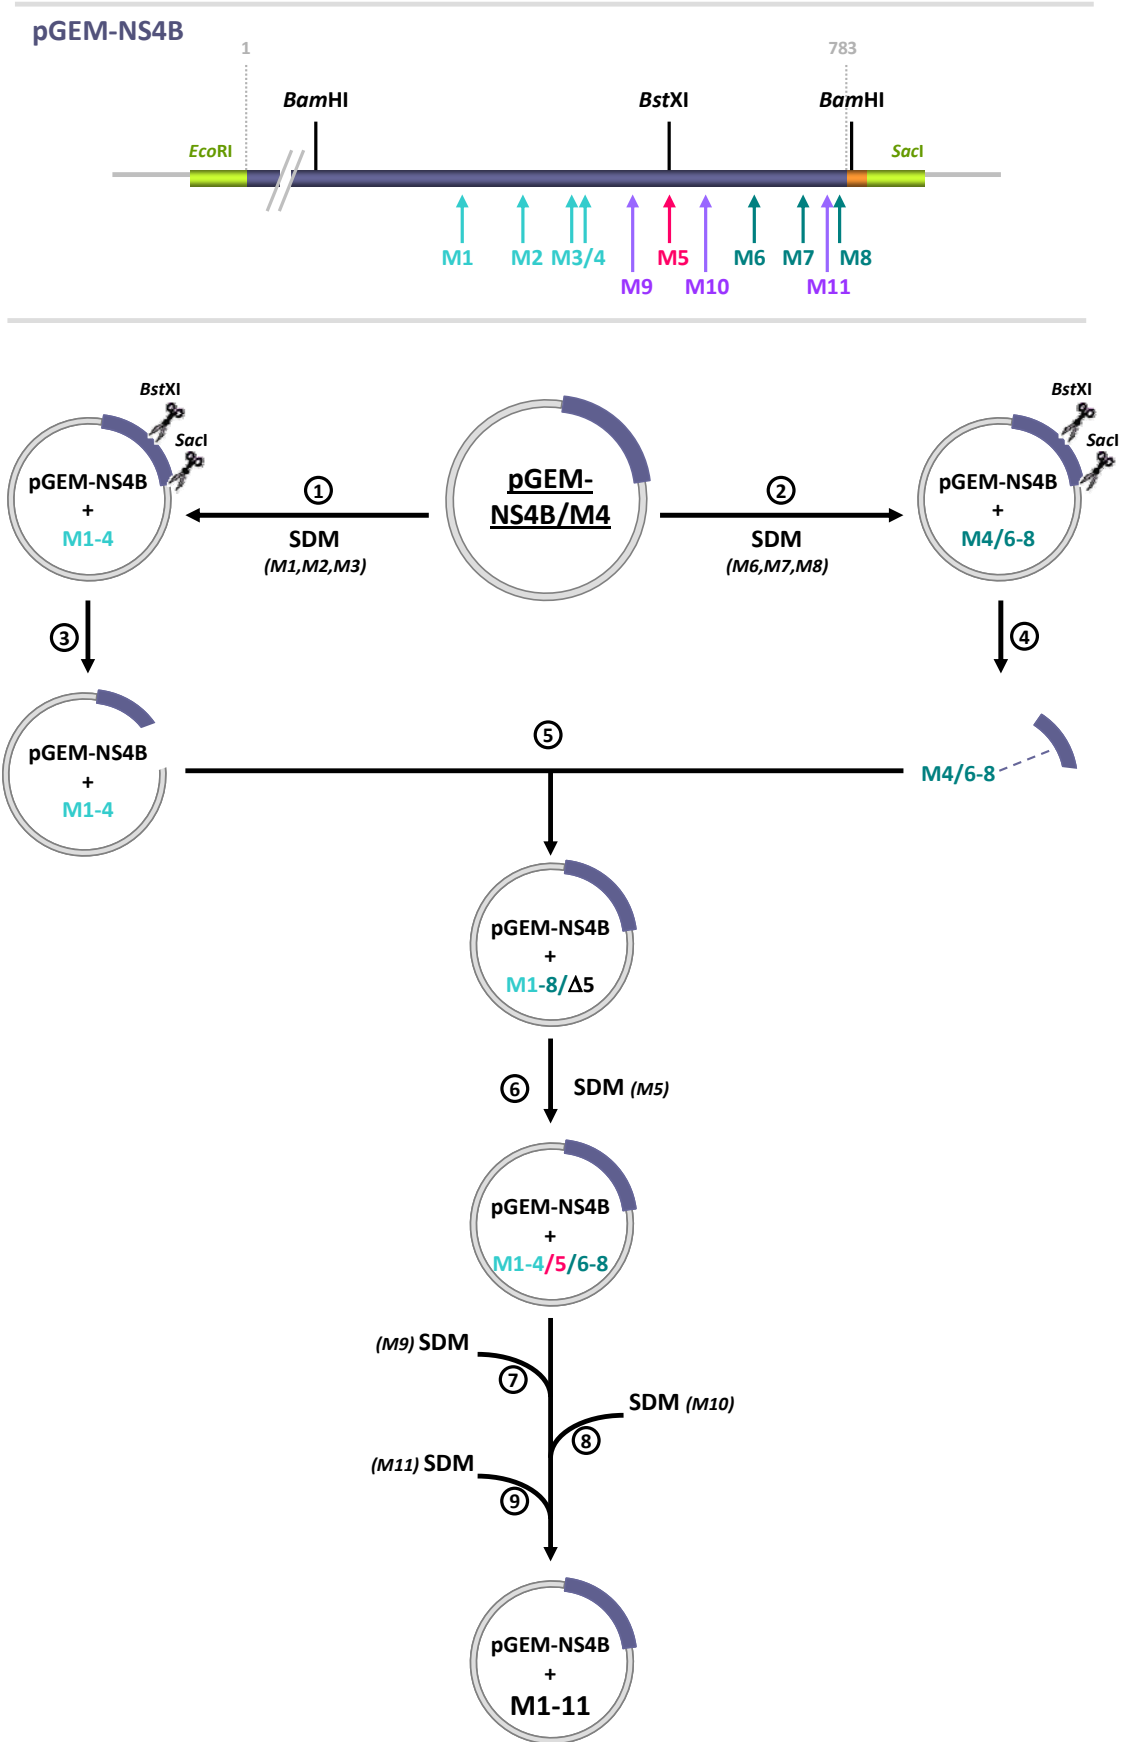 pGEM-NS4B
1
783
BamHI
BstXI
BamHI
EcoRI
SacI
M1
M2
M3/4
M5
M6
M7
M8
M9
M10
M11
BstXI
SacI
pGEM-NS4B
+
M1-4
1
SDM
(M1,M2,M3)
pGEM-
NS4B/M4
2
SDM
(M6,M7,M8)
BstXI
SacI
pGEM-NS4B
+
M4/6-8
3
4
pGEM-NS4B
+
M1-4
5
M4/6-8
pGEM-NS4B
+
M1-8/Δ5
6
SDM (M5)
pGEM-NS4B
+
M1-4/5/6-8
(M9) SDM
7
SDM (M10)
8
(M11) SDM
9
pGEM-NS4B
+
M1-11